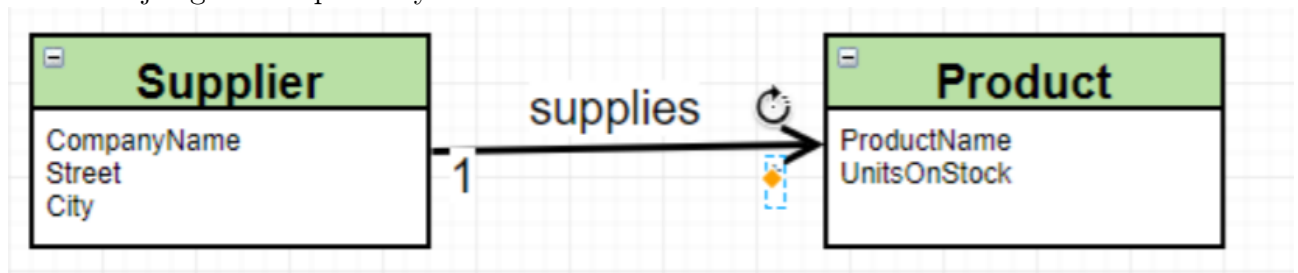 Supplier
CompanyName
Street
City
supplies
1
Product
ProductName
UnitsOnStock